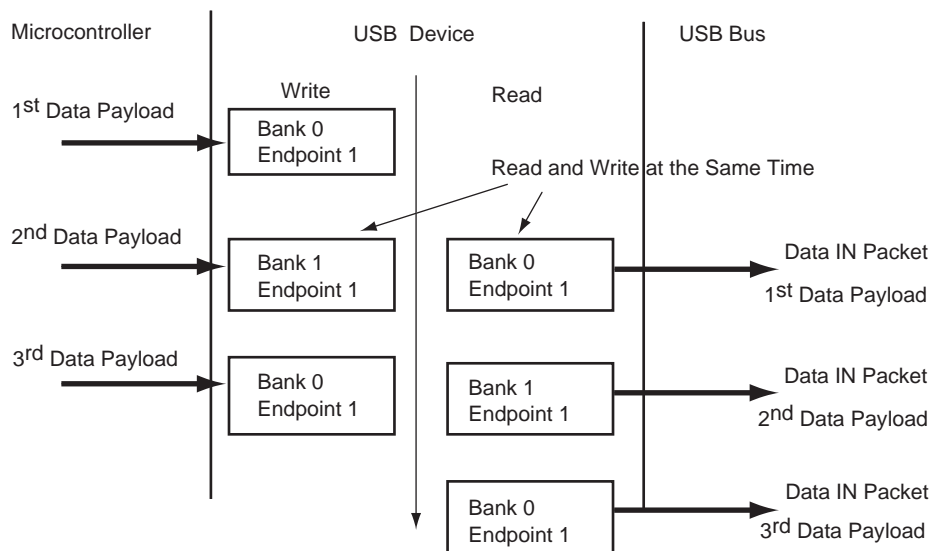 Microcontroller USB Device USB Bus
Write Read
1st Data Payload
Bank 0
Endpoint 1
Read and Write at the Same Time
2nd Data Payload
Bank 1
Endpoint 1
Bank 0
Endpoint 1
Data IN Packet
1st Data Payload
3rd Data Payload
Bank 0
Endpoint 1
Bank 1
Endpoint 1
Data IN Packet
2nd Data Payload
Bank 0
Endpoint 1
Data IN Packet
3rd Data Payload